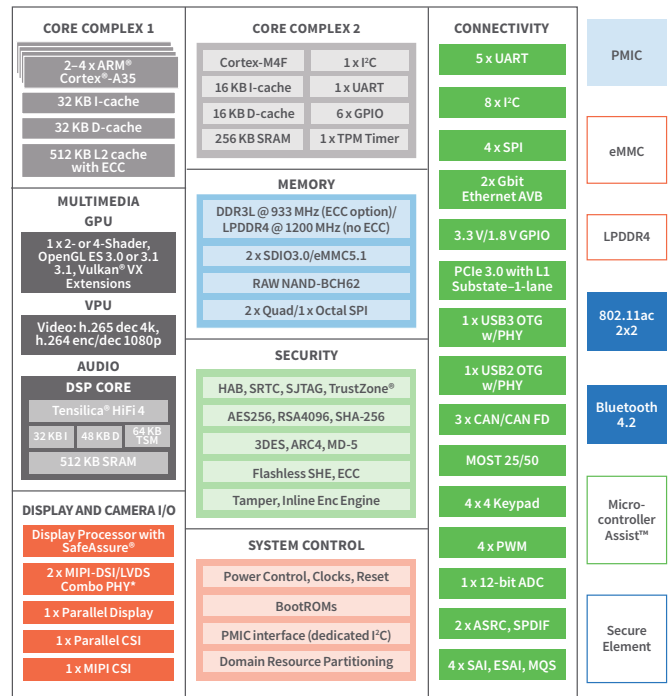 CORE COMPLEX 1
2–4 x ARM®
Cortex®-A35
32 KB I-cache
32 KB D-cache
512 KB L2 cache
with ECC
MULTIMEDIA
GPU
1 x 2- or 4-Shader,
OpenGL ES 3.0 or 3.1
3.1, Vulkan® VX
Extensions
VPU
Video: h.265 dec 4k,
h.264 enc/dec 1080p
AUDIO
DSP CORE
Tensilica® HiFi 4
32 KB I
48 KB D
64 KB
TSM
512 KB SRAM
DISPLAY AND CAMERA I/O
Display Processor with
SafeAssure®
2 x MIPI-DSI/LVDS
Combo PHY*
1 x Parallel Display
1 x Parallel CSI
1 x MIPI CSI
CORE COMPLEX 2
Cortex-M4F
1 x I²C
16 KB I-cache
1 x UART
16 KB D-cache
6 x GPIO
256 KB SRAM
1 x TPM Timer
MEMORY
DDR3L @ 933 MHz (ECC option)/
LPDDR4 @ 1200 MHz (no ECC)
2 x SDIO3.0/eMMC5.1
RAW NAND-BCH62
2 x Quad/1 x Octal SPI
SECURITY
HAB, SRTC, SJTAG, TrustZone®
AES256, RSA4096, SHA-256
3DES, ARC4, MD-5
Flashless SHE, ECC
Tamper, Inline Enc Engine
SYSTEM CONTROL
Power Control, Clocks, Reset
BootROMs
PMIC interface (dedicated I²C)
Domain Resource Partitioning
CONNECTIVITY
5 x UART
8 x I²C
4 x SPI
2x Gbit
Ethernet AVB
3.3 V/1.8 V GPIO
PCIe 3.0 with L1
Substate–1-lane
1 x USB3 OTG
w/PHY
1 x USB2 OTG
w/PHY
3 x CAN/CAN FD
MOST 25/50
4 x 4 Keypad
4 x PWM
1 x 12-bit ADC
2 x ASRC, SPDIF
4 x SAI, ESAI, MQS
PMIC
eMMC
LPDDR4
802.11ac
2x2
Bluetooth
4.2
Micro-
controller
Assist™
Secure
Element